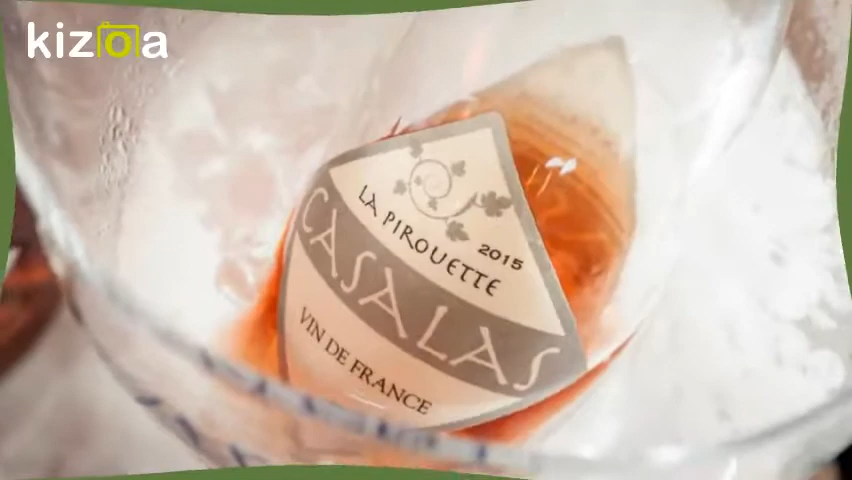 kizoa
LA PIROUETTE
2015
CASALAS
VIN DE FRANCE